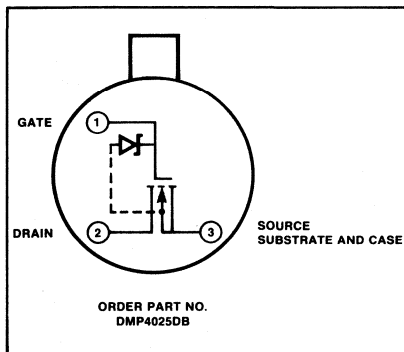 GATE
1
DRAIN
2
3
SOURCE
SUBSTRATE AND CASE
ORDER PART NO.
DMP4025DB